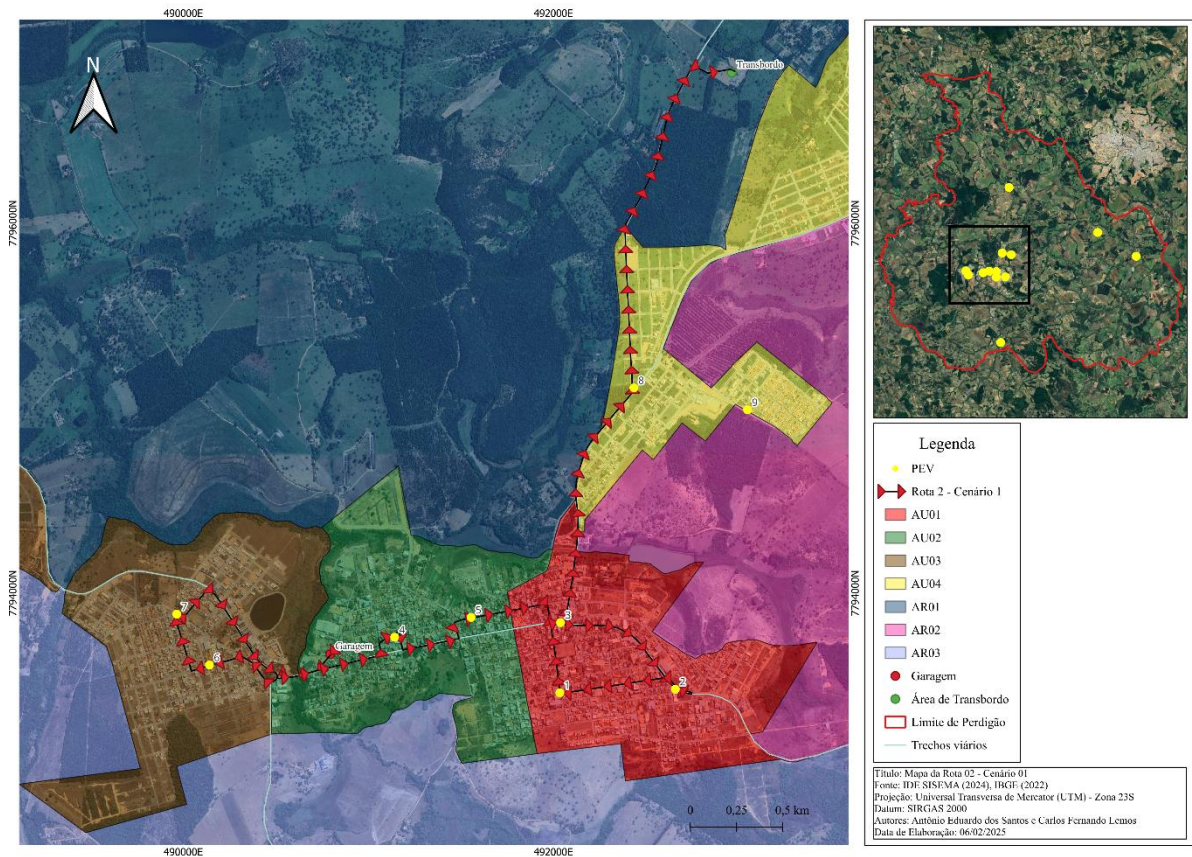 490000E
492000E
N
Transbordo
7796000N
7796000N
8
9
7794000N
7794000N
7
5
3
4
Garagem
6
1
2
0 0,25 0,5 km
490000E
492000E
Legenda
PEV
Rota 2 - Cenário 1
AU01
AU02
AU03
AU04
AR01
AR02
AR03
Garagem
Área de Transbordo
Limite de Perdigão
Trechos viários
Título: Mapa da Rota 02 - Cenário 01
Fonte: IDE SISEMA (2024), IBGE (2022)
Projeção: Universal Transversa de Mercator (UTM) - Zona 23S
Datum: SIRGAS 2000
Autores: Antônio Eduardo dos Santos e Carlos Fernando Lemos
Data de Elaboração: 06/02/2025